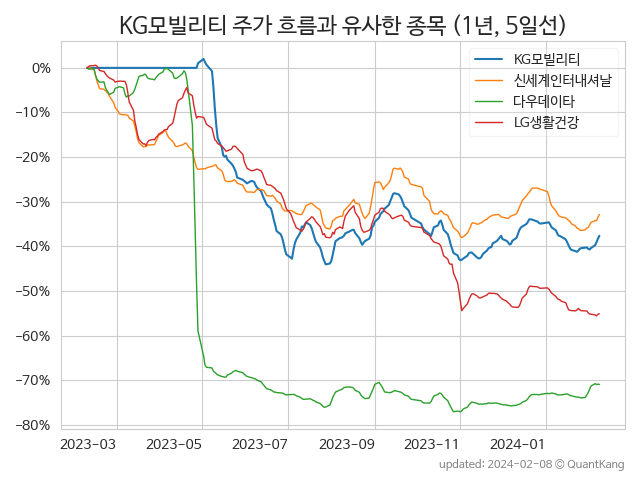 KG모빌리티 주가 흐름과 유사한 종목 (1년, 5일선)
KG모빌리티
신세계인터내셔날
다우데이타
LG생활건강
0%
−10%
−20%
−30%
−40%
−50%
−60%
−70%
−80%
2023-03 2023-05 2023-07 2023-09 2023-11 2024-01
updated: 2024-02-08 © QuantKang